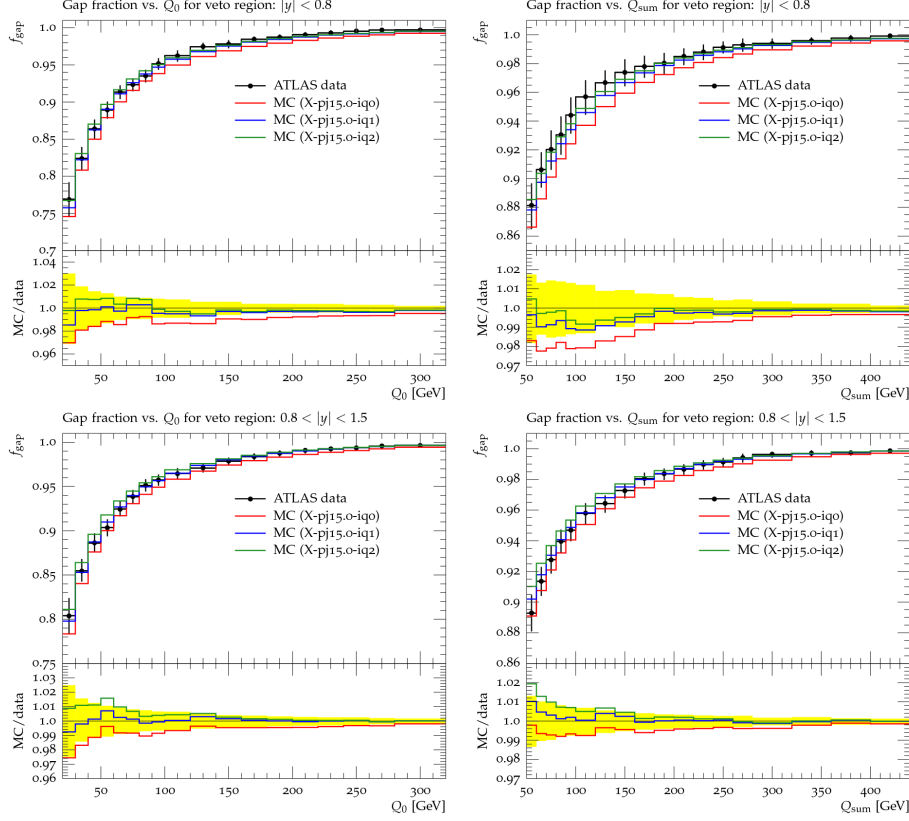 Gap fraction vs. Q0 for veto region: |y| < 0.8
fgap
1.0
0.95
0.9
0.85
0.8
0.75
0.7
ATLAS data
MC (X-pj15.0-iq0)
MC (X-pj15.0-iq1)
MC (X-pj15.0-iq2)
MC/data
1.04
1.02
1.0
0.98
0.96
50 100 150 200 250 300
Q0 [GeV]
Gap fraction vs. Qsum for veto region: |y| < 0.8
fgap
1.0
0.98
0.96
0.94
0.92
0.9
0.88
0.86
ATLAS data
MC (X-pj15.0-iq0)
MC (X-pj15.0-iq1)
MC (X-pj15.0-iq2)
MC/data
1.02
1.01
1.0
0.99
0.98
0.97
50 100 150 200 250 300 350 400
Qsum [GeV]
Gap fraction vs. Q0 for veto region: 0.8 < |y| < 1.5
fgap
1.0
0.95
0.9
0.85
0.8
0.75
ATLAS data
MC (X-pj15.0-iq0)
MC (X-pj15.0-iq1)
MC (X-pj15.0-iq2)
MC/data
1.03
1.02
1.01
1.0
0.99
0.98
0.97
0.96
50 100 150 200 250 300
Q0 [GeV]
Gap fraction vs. Qsum for veto region: 0.8 < |y| < 1.5
fgap
1.0
0.98
0.96
0.94
0.92
0.9
0.88
0.86
ATLAS data
MC (X-pj15.0-iq0)
MC (X-pj15.0-iq1)
MC (X-pj15.0-iq2)
MC/data
1.02
1.01
1.0
0.99
0.98
0.97
50 100 150 200 250 300 350 400
Qsum [GeV]